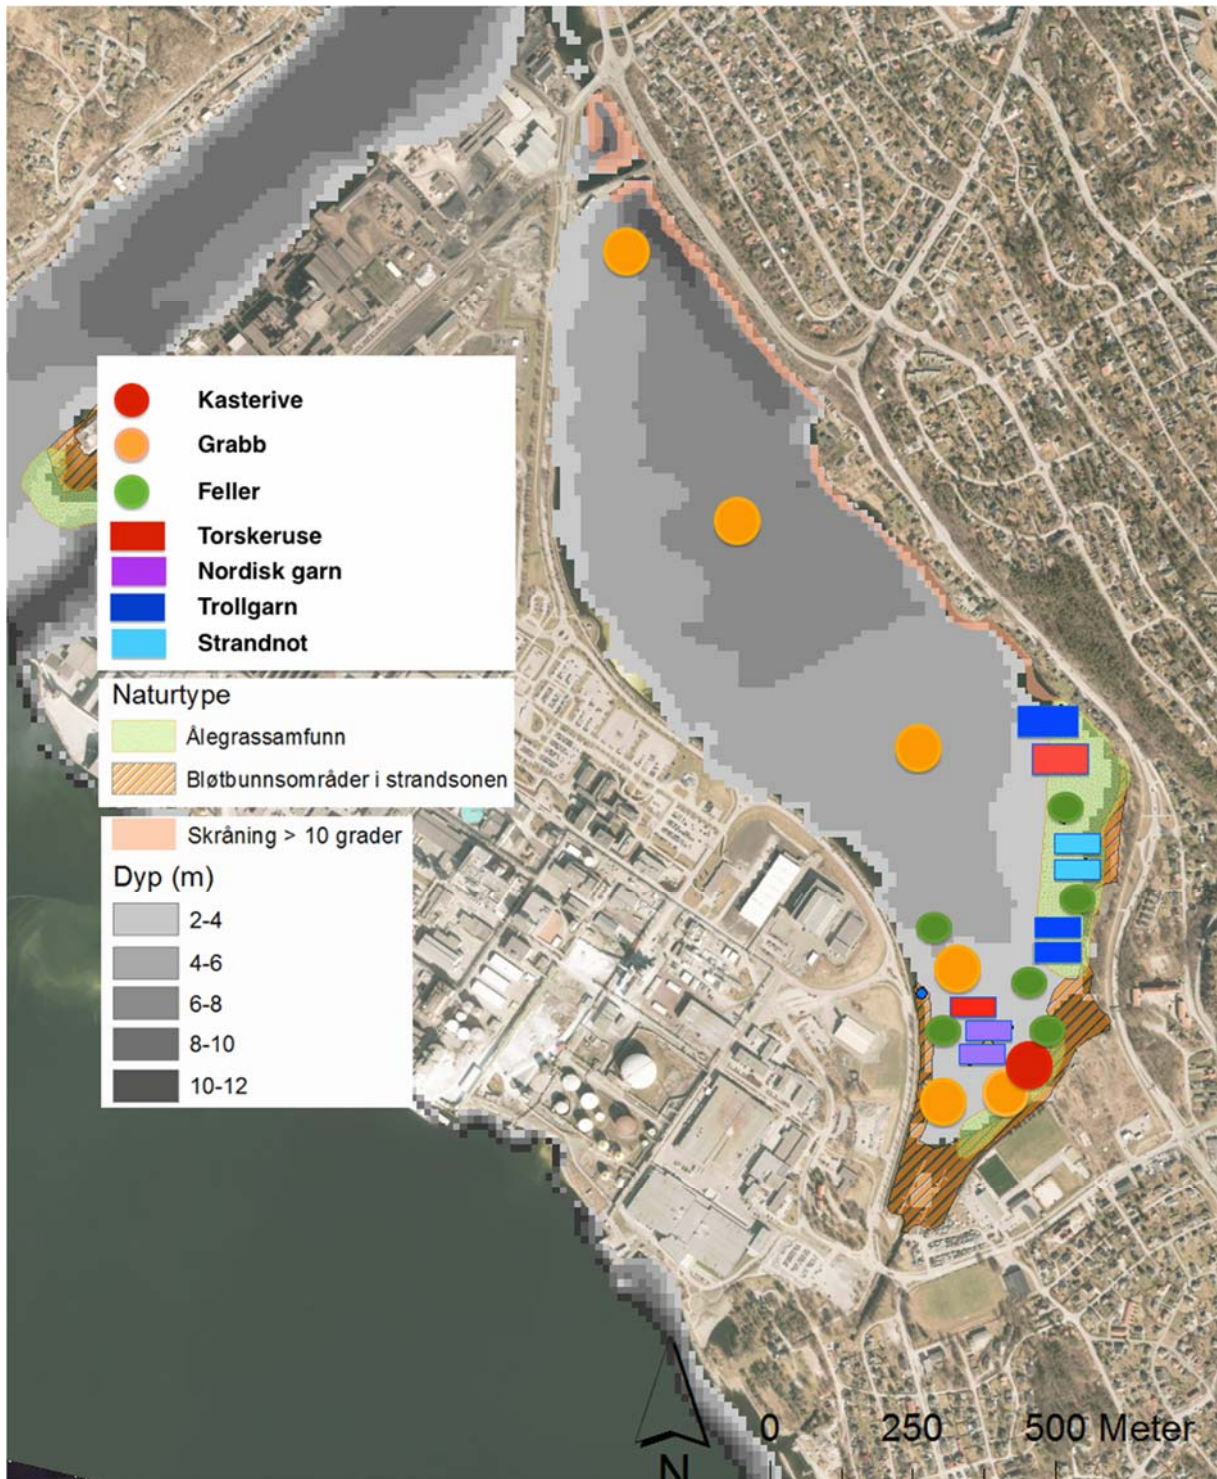 Kasterive
Grabb
Feller
Torskeruse
Nordisk garn
Trollgarn
Strandnot
Naturtype
Ålegrassamfunn
Bløtbunnsområder i strandsonen
Skråning > 10 grader
Dyp (m)
2-4
4-6
6-8
8-10
10-12
0 250 500 Meter
N